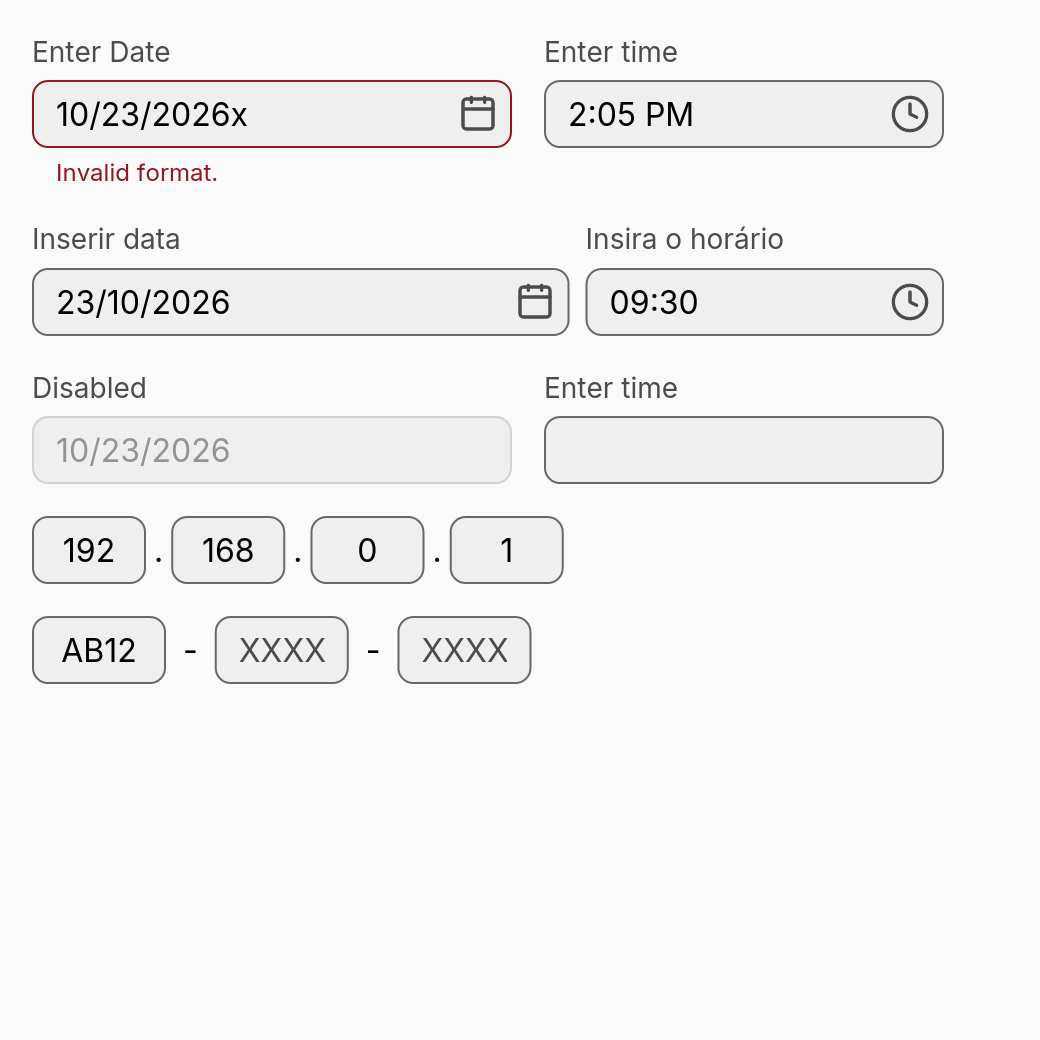 Enter Date Enter time
10/23/2026x 2:05 PM
Invalid format.
Inserir data Insira o horário
23/10/2026 09:30
Disabled Enter time
10/23/2026
192 . 168 . 0 . 1
AB12 - XXXX - XXXX